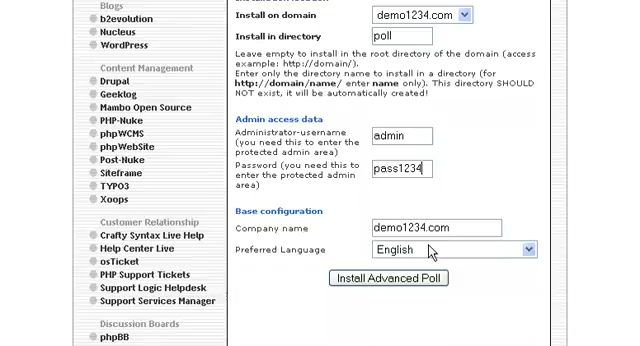 Blogs
b2evolution
Nucleus
WordPress
Content Management
Drupal
Geeklog
Mambo Open Source
PHP-Nuke
phpWCMS
phpWebSite
Post-Nuke
Siteframe
TYPO3
Xoops
Customer Relationship
Crafty Syntax Live Help
Help Center Live
osTicket
PHP Support Tickets
Support Logic Helpdesk
Support Services Manager
Discussion Boards
phpBB
Install on domain demo1234.com
Install in directory poll
Leave empty to install in the root directory of the domain (access
example: http://domain/).
Enter only the directory name to install in a directory (for
http://domain/name/ enter name only). This directory SHOULD
NOT exist, it will be automatically created!
Admin access data
Administrator-username
(you need this to enter the
protected admin area)
admin
Password (you need this to
enter the protected admin
area)
pass1234
Base configuration
Company name demo1234.com
Preferred Language English
Install Advanced Poll